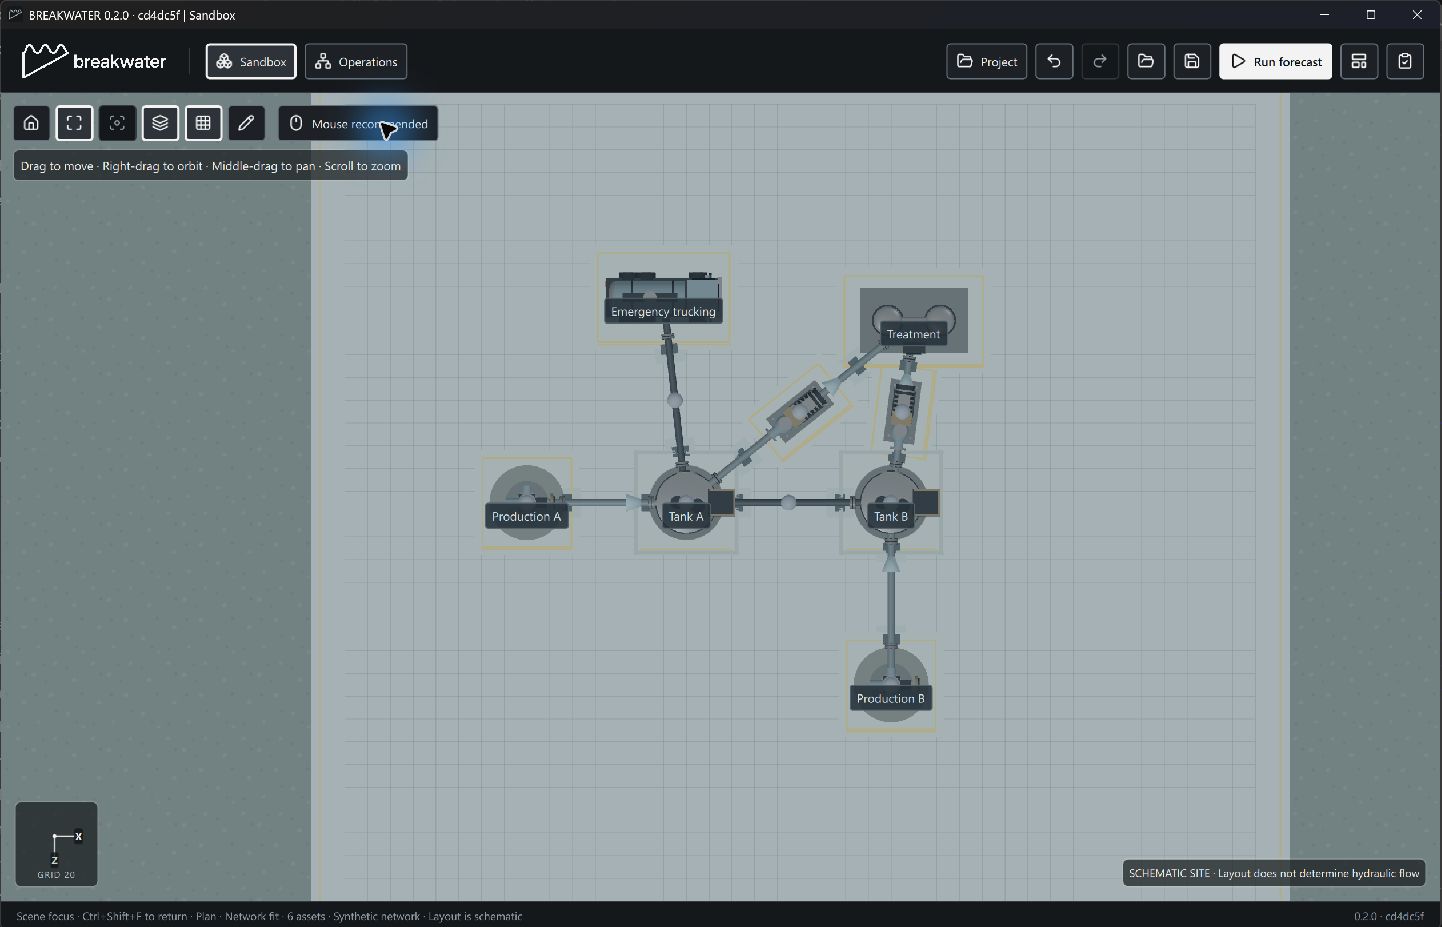 BREAKWATER 0.2.0 · cd4dc5f | Sandbox
breakwater
Sandbox
Operations
Project
Run forecast
Mouse recommended
Drag to move · Right-drag to orbit · Middle-drag to pan · Scroll to zoom
Emergency trucking
Treatment
Production A
Tank A
Tank B
Production B
X
Z
GRID 20
SCHEMATIC SITE · Layout does not determine hydraulic flow
Scene focus · Ctrl+Shift+F to return · Plan · Network fit · 6 assets · Synthetic network · Layout is schematic
0.2.0 · cd4dc5f